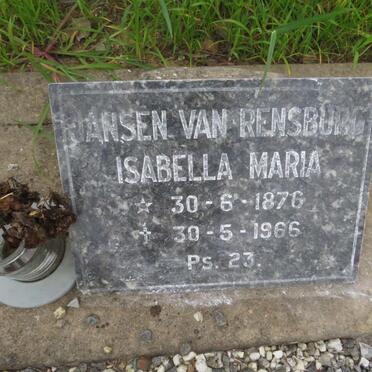 JANSEN VAN RENSBURG
ISABELLA MARIA
☆ 30-6-1876
✝ 30-5-1966
Ps. 23.